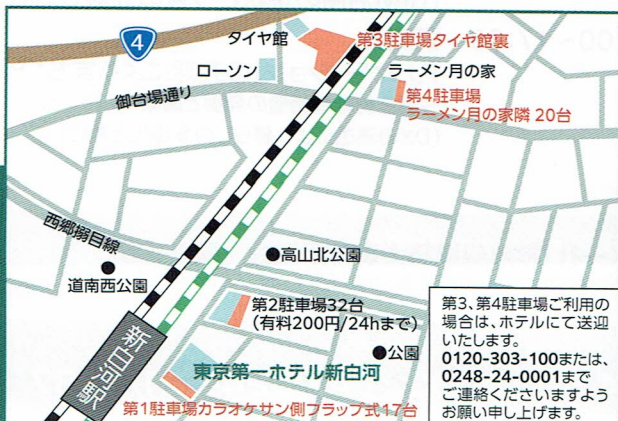 4
タイヤ館
第3駐車場タイヤ館裏
ローソン
ラーメン月の家
御台場通り
第4駐車場
ラーメン月の家隣 20台
西郷搦目線
高山北公園
道南西公園
第2駐車場32台
(有料200円/24hまで)
公園
新白河駅
東京第一ホテル新白河
第1駐車場カラオケサン側フラップ式17台
第3、第4駐車場ご利用の
場合は、ホテルにて送迎
いたします。
0120-303-100または、
0248-24-0001まで
ご連絡くださいますよう
お願い申し上げます。